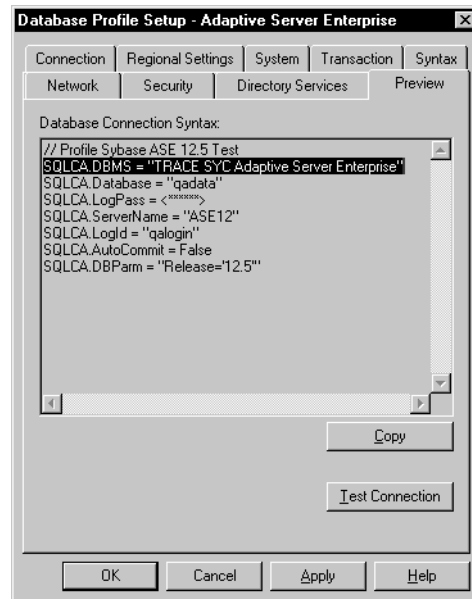 Database Profile Setup - Adaptive Server Enterprise
Connection Regional Settings System Transaction Syntax
Network Security Directory Services Preview
Database Connection Syntax:
// Profile Sybase ASE 12.5 Test
SQLCA.DBMS = "TRACE SYC Adaptive Server Enterprise"
SQLCA.Database = "qadata"
SQLCA.LogPass = <******>
SQLCA.ServerName = "ASE12"
SQLCA.LogId = "qalogin"
SQLCA.AutoCommit = False
SQLCA.DBParm = "Release='12.5'"
Copy
Test Connection
OK Cancel Apply Help